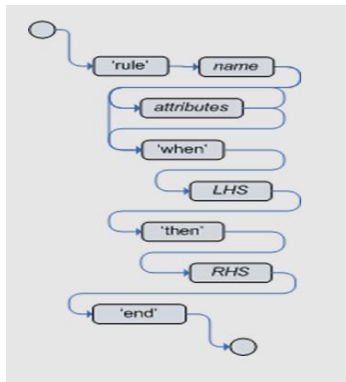 'rule' name
attributes
'when'
LHS
'then'
RHS
'end'